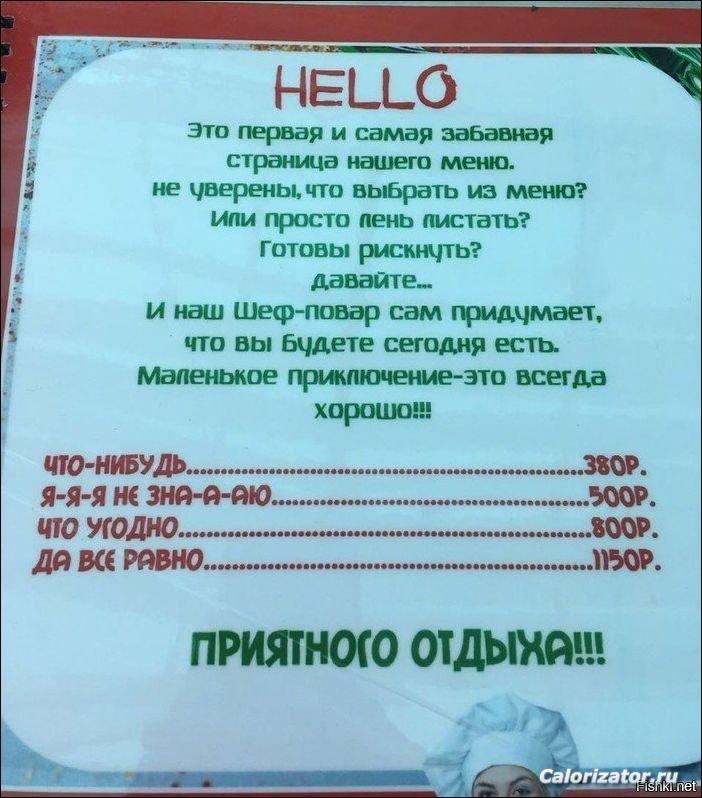 HELLO
Это первая и самая забавная
страница нашего меню.
не уверены, что выбрать из меню?
Или просто лень листать?
Готовы рискнуть?
давайте...
И наш Шеф-повар сам придумает,
что вы будете сегодня есть.
Маленькое приключение-это всегда
хорошо!!!
ЧТО-НИБУДЬ..........................................................380Р.
Я-Я-Я НЕ ЗНА-А-АЮ..............................................500Р.
ЧТО УГОДНО............................................................800Р.
ДА ВСЕ РАВНО........................................................1150Р.
ПРИЯТНОГО ОТДЫХА!!!
Calorizator.ru
Fishki.net